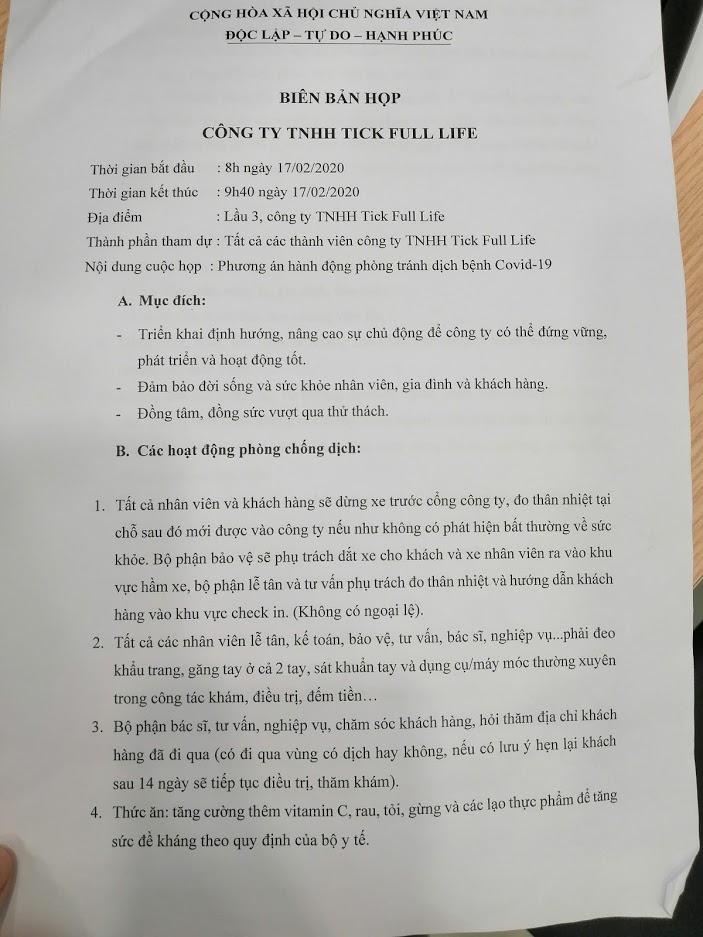 CỘNG HÒA XÃ HỘI CHỦ NGHĨA VIỆT NAM
ĐỘC LẬP – TỰ DO – HẠNH PHÚC
BIÊN BẢN HỌP
CÔNG TY TNHH TICK FULL LIFE
Thời gian bắt đầu : 8h ngày 17/02/2020
Thời gian kết thúc : 9h40 ngày 17/02/2020
Địa điểm : Lầu 3, công ty TNHH Tick Full Life
Thành phần tham dự : Tất cả các thành viên công ty TNHH Tick Full Life
Nội dung cuộc họp : Phương án hành động phòng tránh dịch bệnh Covid-19
A. Mục đích:
- Triển khai định hướng, nâng cao sự chủ động để công ty có thể đứng vững,
phát triển và hoạt động tốt.
- Đảm bảo đời sống và sức khỏe nhân viên, gia đình và khách hàng.
- Đồng tâm, đồng sức vượt qua thử thách.
B. Các hoạt động phòng chống dịch:
1. Tất cả nhân viên và khách hàng sẽ dừng xe trước cổng công ty, đo thân nhiệt tại
chỗ sau đó mới được vào công ty nếu như không có phát hiện bất thường về sức
khỏe. Bộ phận bảo vệ sẽ phụ trách dắt xe cho khách và xe nhân viên ra vào khu
vực hầm xe, bộ phận lễ tân và tư vấn phụ trách đo thân nhiệt và hướng dẫn khách
hàng vào khu vực check in. (Không có ngoại lệ).
2. Tất cả các nhân viên lễ tân, kế toán, bảo vệ, tư vấn, bác sĩ, nghiệp vụ...phải đeo
khẩu trang, găng tay ở cả 2 tay, sát khuẩn tay và dụng cụ/máy móc thường xuyên
trong công tác khám, điều trị, đếm tiền…
3. Bộ phận bác sĩ, tư vấn, nghiệp vụ, chăm sóc khách hàng, hỏi thăm địa chỉ khách
hàng đã đi qua (có đi qua vùng có dịch hay không, nếu có lưu ý hẹn lại khách
sau 14 ngày sẽ tiếp tục điều trị, thăm khám).
4. Thức ăn: tăng cường thêm vitamin C, rau, tỏi, gừng và các lạo thực phẩm để tăng
sức đề kháng theo quy định của bộ y tế.